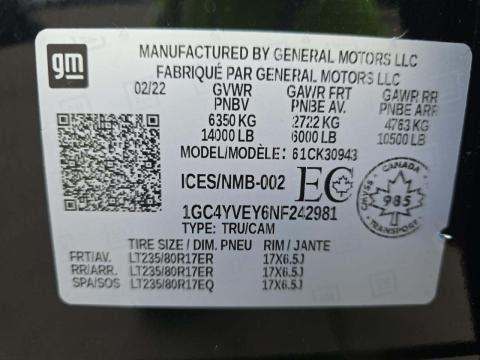 gm
MANUFACTURED BY GENERAL MOTORS LLC
FABRIQUÉ PAR GENERAL MOTORS LLC
02/22 GVWR GAWR FRT GAWR RR
PNBV PNBE AV. PNBE ARR
6350 KG 2722 KG 4763 KG
14000 LB 6000 LB 10500 LB
MODEL/MODÈLE: 61CK30943
ICES/NMB-002 EC
CANADA
985
TRANSPORT
1GC4YVEY6NF242981
TYPE: TRU/CAM
TIRE SIZE / DIM. PNEU RIM / JANTE
FRT/AV. LT235/80R17ER 17X6.5J
RR/ARR. LT235/80R17ER 17X6.5J
SPA/SOS LT235/80R17EQ 17X6.5J